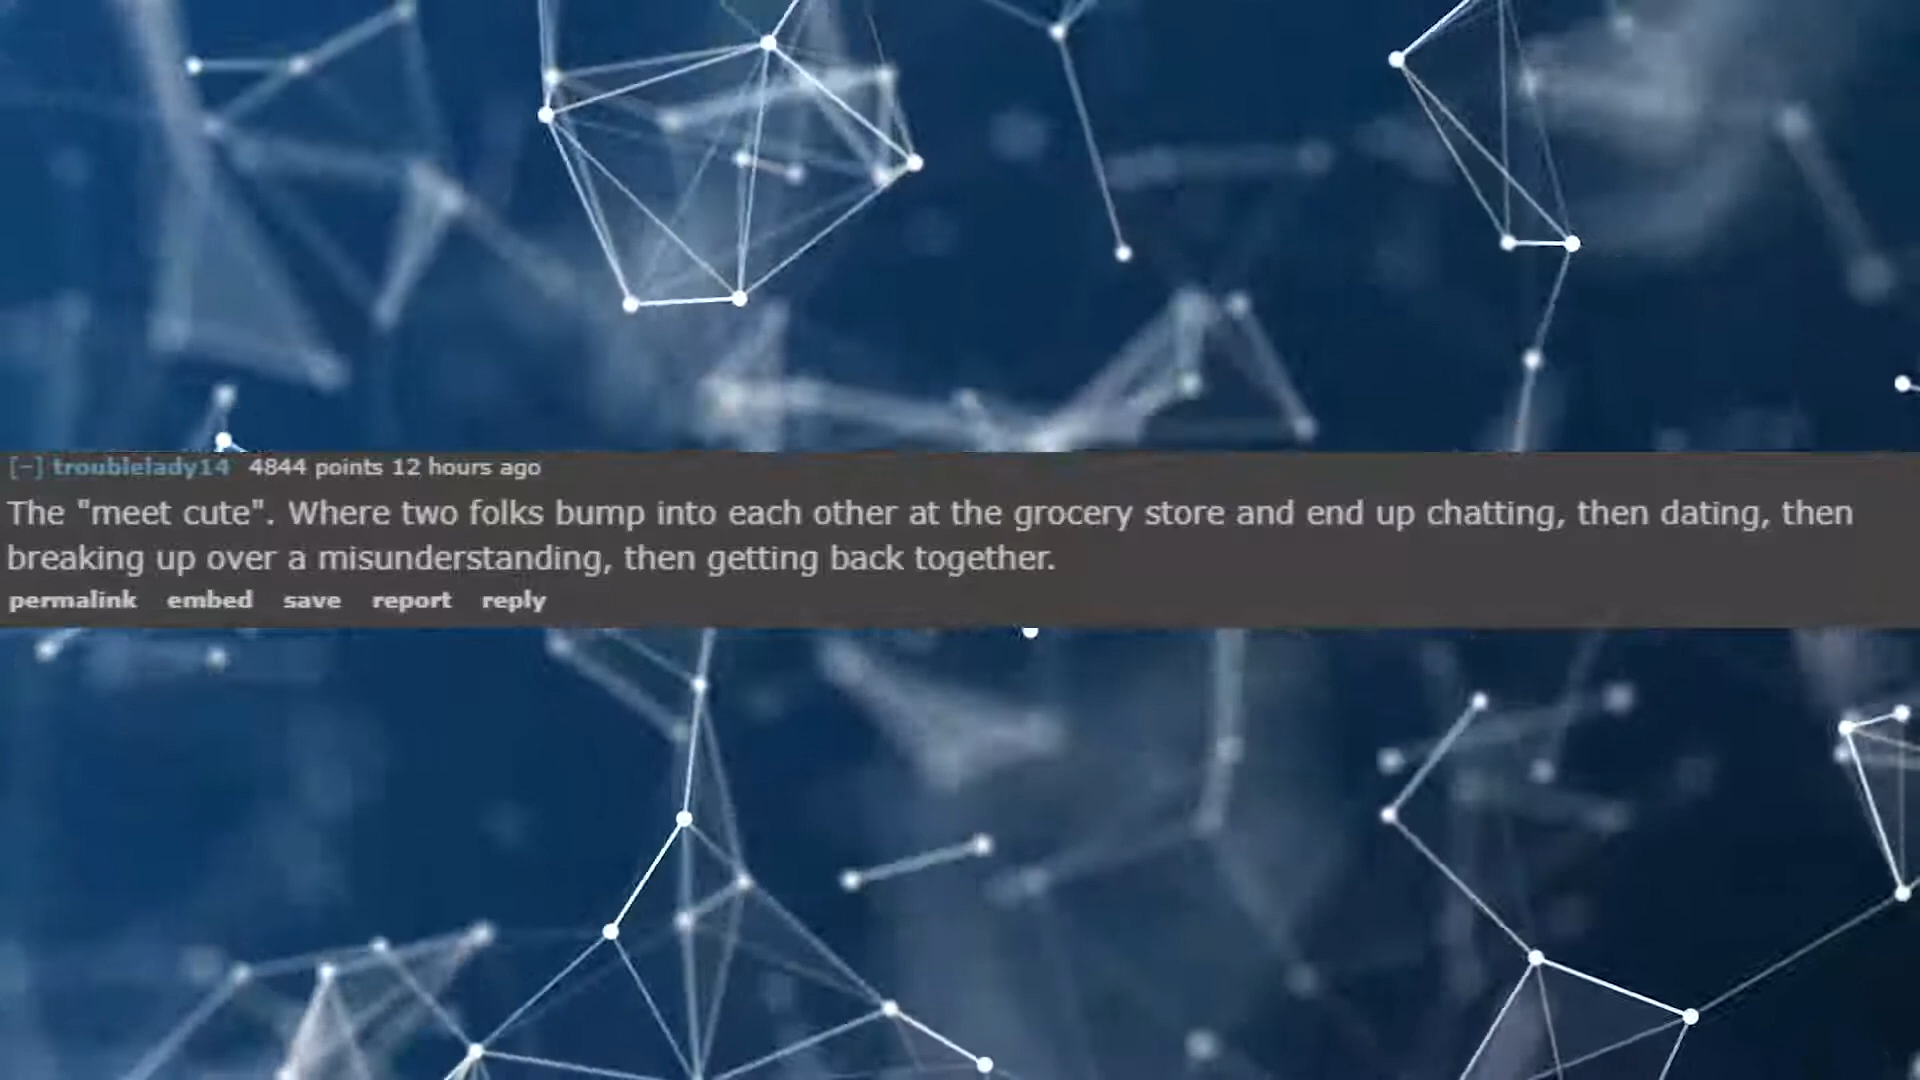 [-] troublelady14 4844 points 12 hours ago
The "meet cute". Where two folks bump into each other at the grocery store and end up chatting, then dating, then
breaking up over a misunderstanding, then getting back together.
permalink embed save report reply